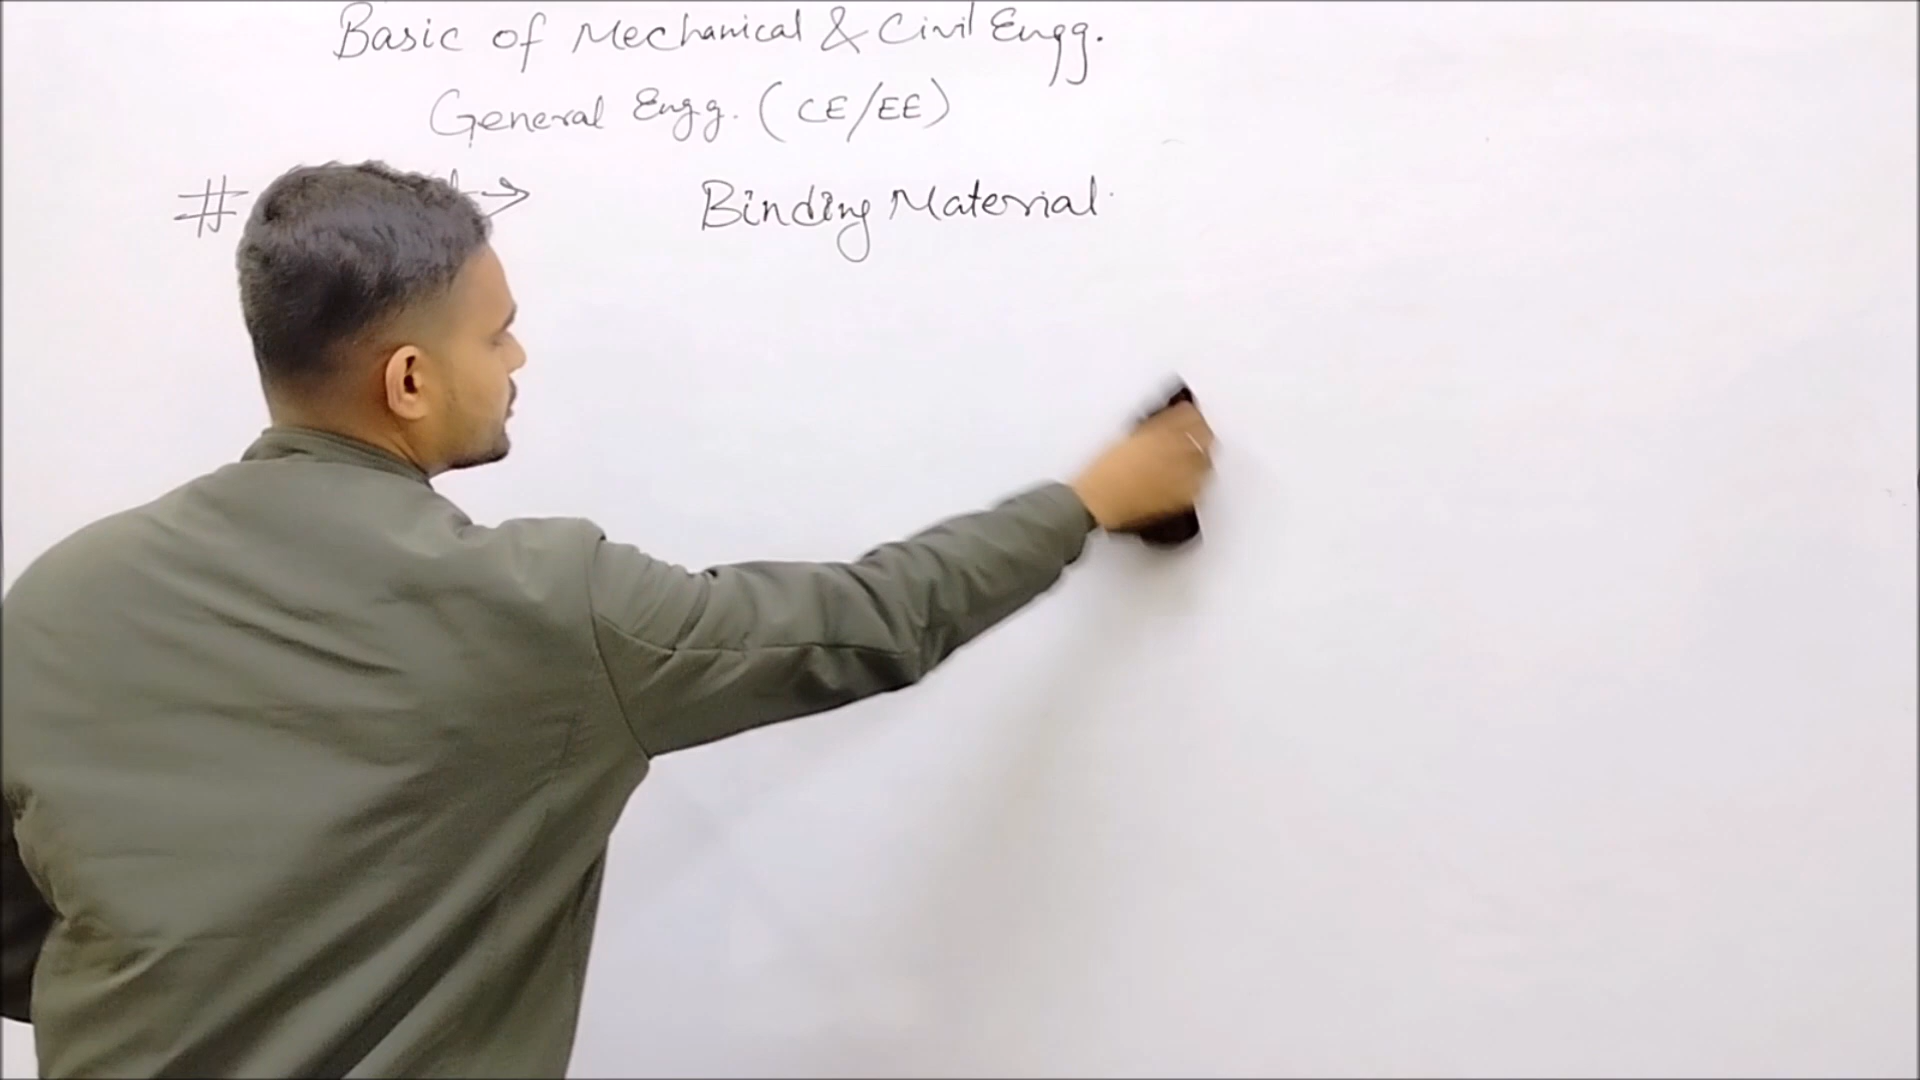 Basic of Mechanical & Civil Engg.
General Engg. (CE/EE)
# → Binding Material.